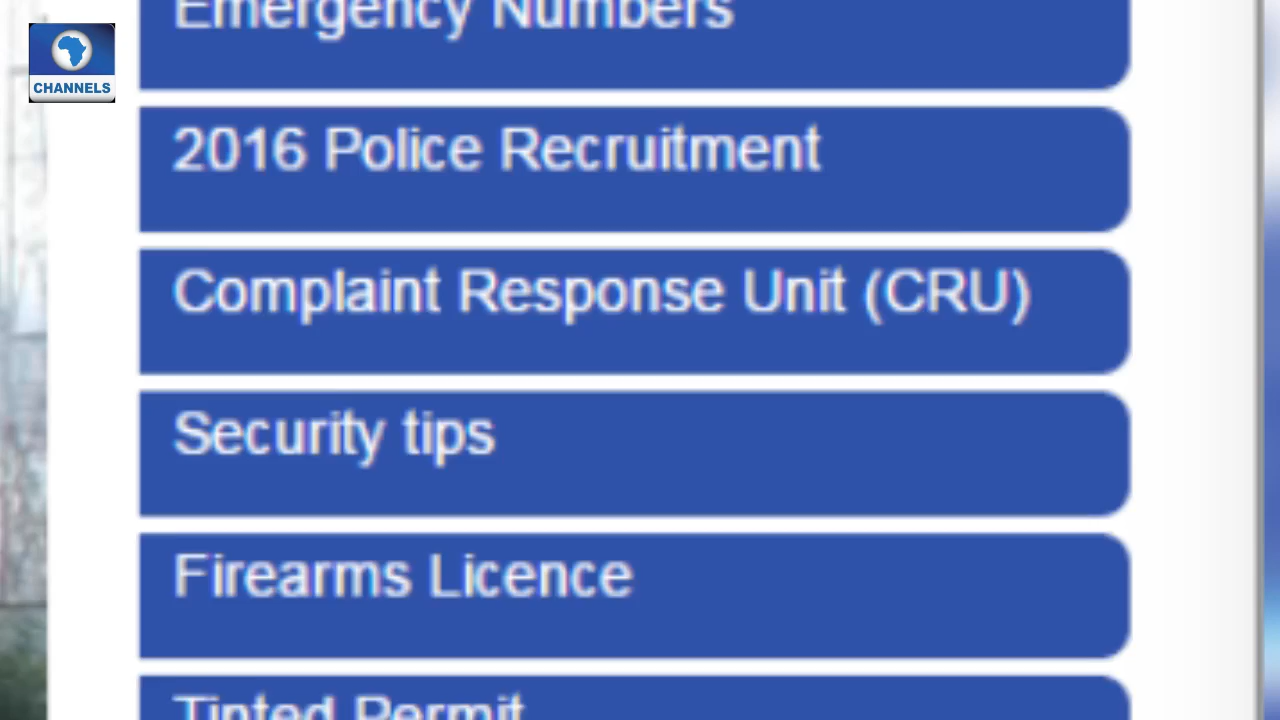 Emergency Numbers
CHANNELS
2016 Police Recruitment
Complaint Response Unit (CRU)
Security tips
Firearms Licence
Tinted Permit